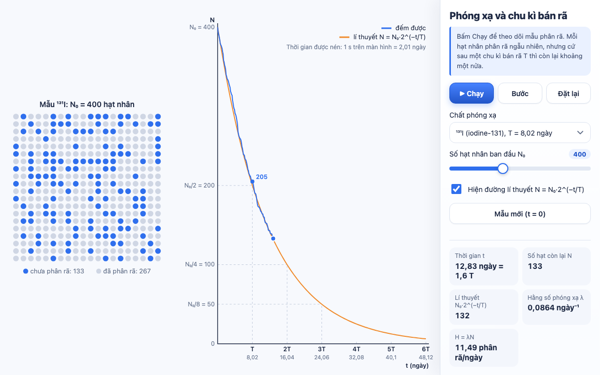 Mẫu ¹³¹I: N₀ = 400 hạt nhân
chưa phân rã: 133
đã phân rã: 267
N
N₀ = 400
N₀/2 = 200
N₀/4 = 100
N₀/8 = 50
0
205
đếm được
lí thuyết N = N₀·2^(−t/T)
Thời gian được nén: 1 s trên màn hình = 2,01 ngày
T
2T
3T
4T
5T
6T
8,02
16,04
24,06
32,08
40,1
48,12
t (ngày)
Phóng xạ và chu kì bán rã
Bấm Chạy để theo dõi mẫu phân rã. Mỗi
hạt nhân phân rã ngẫu nhiên, nhưng cứ
sau một chu kì bán rã T thì còn lại khoảng
một nửa.
▶ Chạy
Bước
Đặt lại
Chất phóng xạ
¹³¹I (iodine-131), T = 8,02 ngày
Số hạt nhân ban đầu N₀
400
Hiện đường lí thuyết N = N₀·2^(−t/T)
Mẫu mới (t = 0)
Thời gian t
12,83 ngày =
1,6 T
Số hạt còn lại N
133
Lí thuyết
N₀·2^(−t/T)
132
Hằng số phóng xạ λ
0,0864 ngày⁻¹
H = λN
11,49 phân
rã/ngày